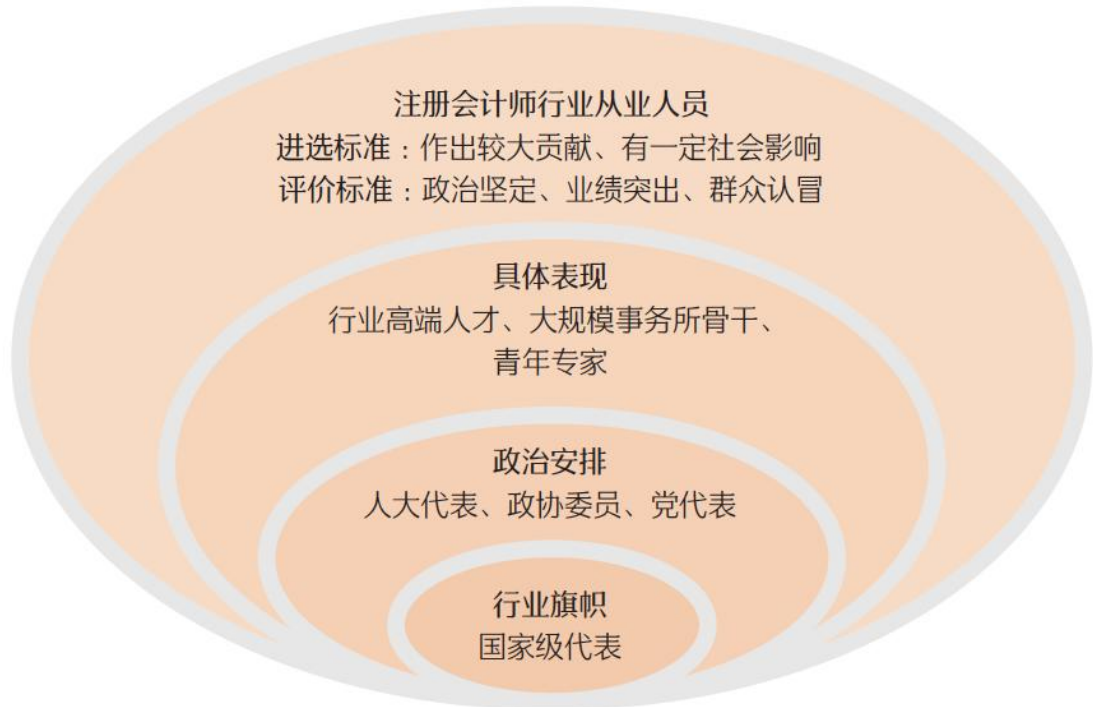 注册会计师行业从业人员
进选标准：作出较大贡献、有一定社会影响
评价标准：政治坚定、业绩突出、群众认冒
具体表现
行业高端人才、大规模事务所骨干、
青年专家
政治安排
人大代表、政协委员、党代表
行业旗帜
国家级代表